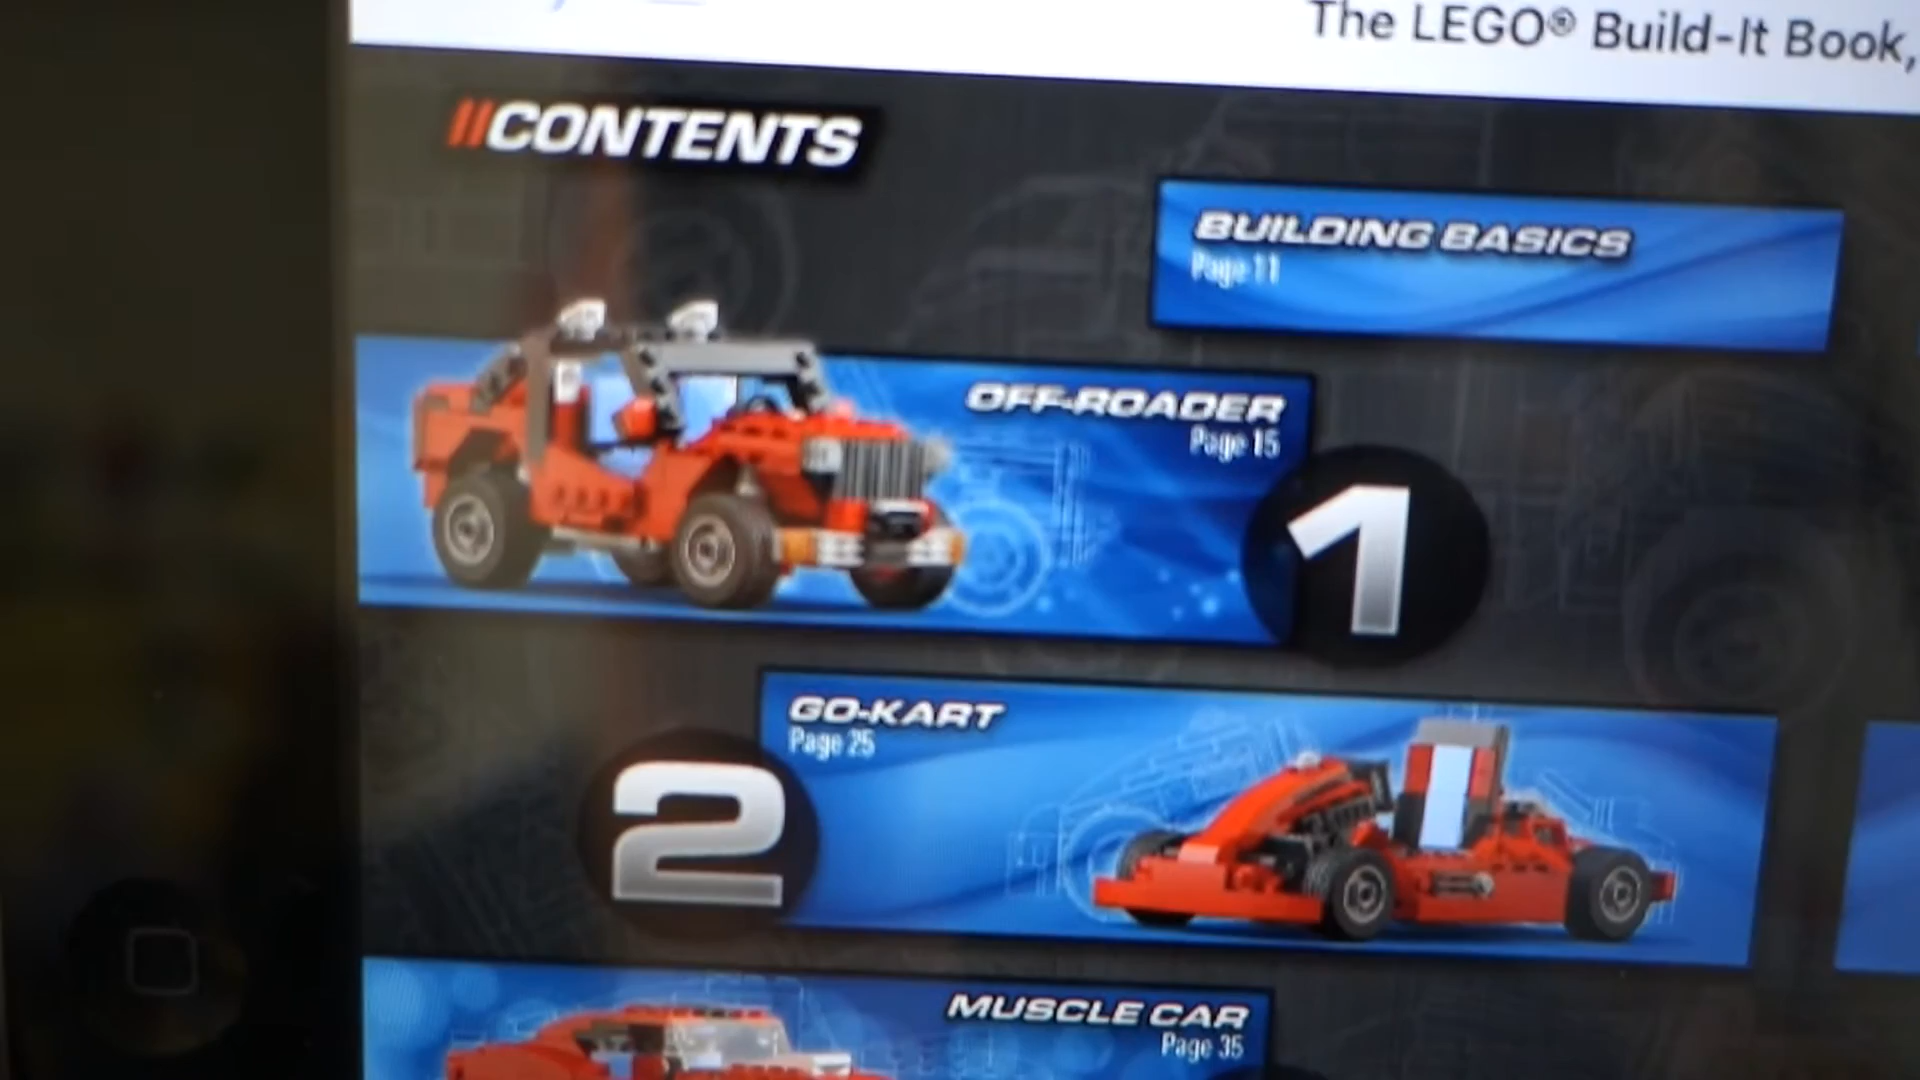 The LEGO® Build-It Book,
//CONTENTS
BUILDING BASICS
Page 11
OFF-ROADER
Page 15
1
GO-KART
Page 25
2
MUSCLE CAR
Page 35